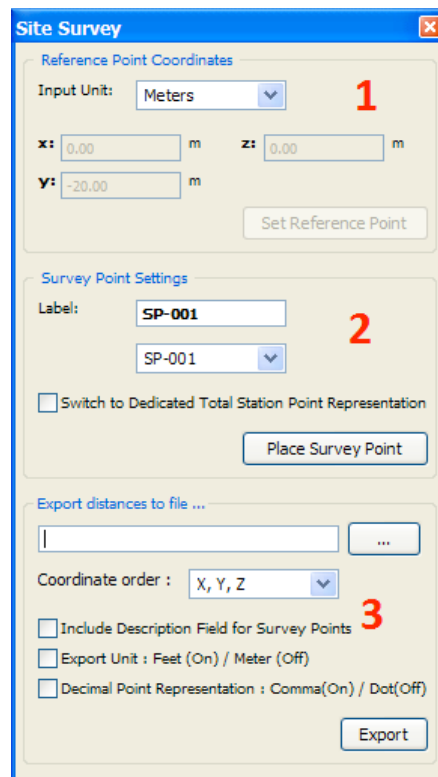 Site Survey
Reference Point Coordinates
Input Unit: Meters
1
x: 0.00 m z: 0.00 m
y: -20.00 m
Set Reference Point
Survey Point Settings
Label: SP-001
2
SP-001
Switch to Dedicated Total Station Point Representation
Place Survey Point
Export distances to file ...
...
Coordinate order : X, Y, Z
3
Include Description Field for Survey Points
Export Unit : Feet (On) / Meter (Off)
Decimal Point Representation : Comma(On) / Dot(Off)
Export